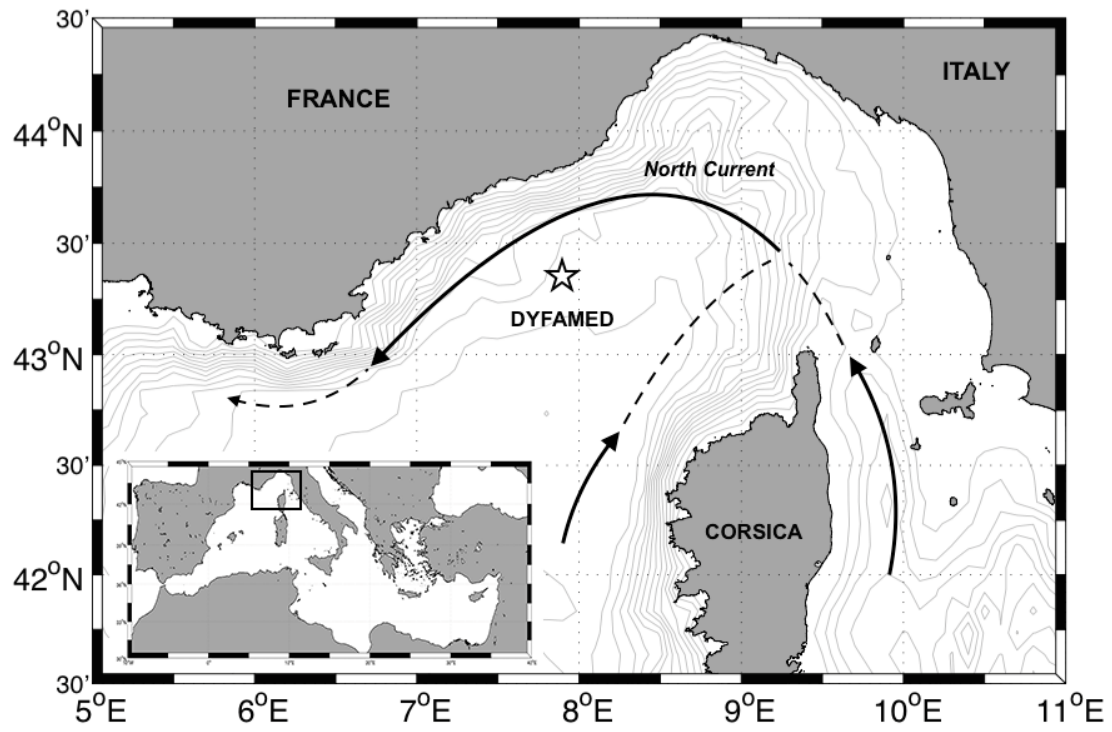 30’
FRANCE
ITALY
44°N
North Current
30’
DYFAMED
43°N
30’
CORSICA
42°N
30’
5°E 6°E 7°E 8°E 9°E 10°E 11°E